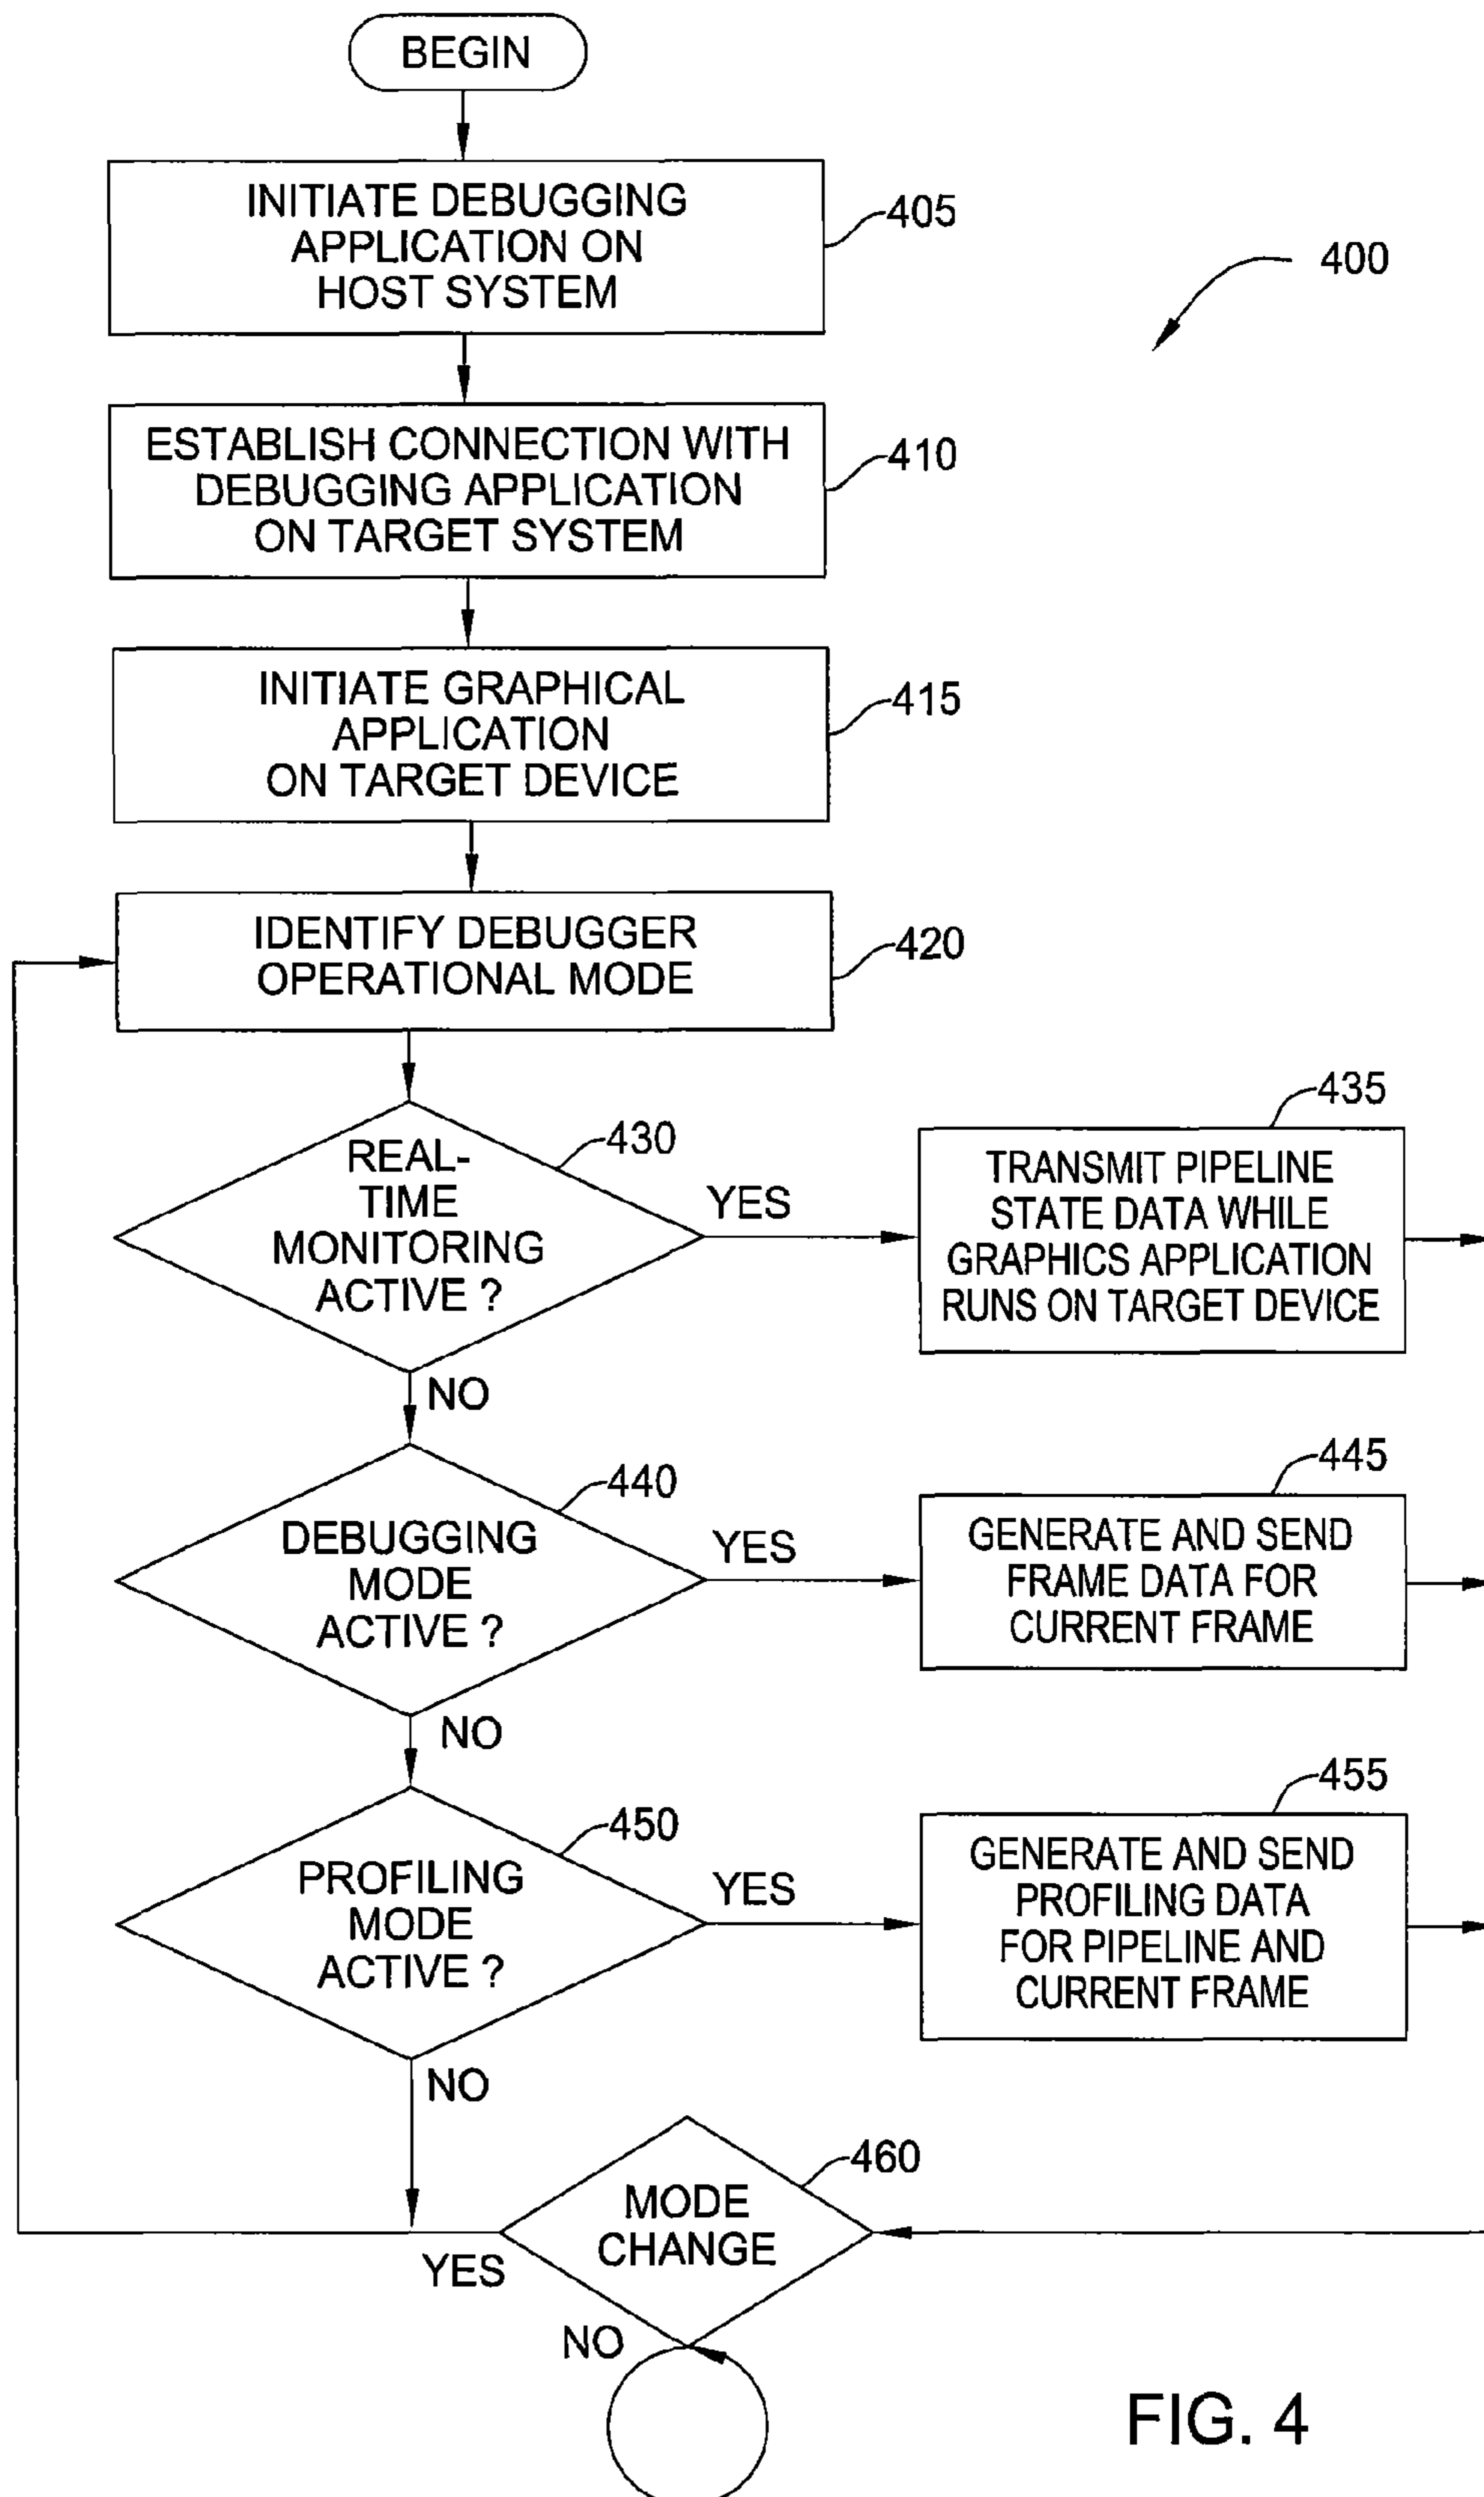 BEGIN
INITIATE DEBUGGING
APPLICATION ON
HOST SYSTEM
405
400
ESTABLISH CONNECTION WITH
DEBUGGING APPLICATION
ON TARGET SYSTEM
410
INITIATE GRAPHICAL
APPLICATION
ON TARGET DEVICE
415
IDENTIFY DEBUGGER
OPERATIONAL MODE
420
REAL-
TIME
MONITORING
ACTIVE ?
430
YES
NO
435
TRANSMIT PIPELINE
STATE DATA WHILE
GRAPHICS APPLICATION
RUNS ON TARGET DEVICE
DEBUGGING
MODE
ACTIVE ?
440
YES
NO
445
GENERATE AND SEND
FRAME DATA FOR
CURRENT FRAME
PROFILING
MODE
ACTIVE ?
450
YES
NO
455
GENERATE AND SEND
PROFILING DATA
FOR PIPELINE AND
CURRENT FRAME
MODE
CHANGE
460
YES
NO
FIG. 4